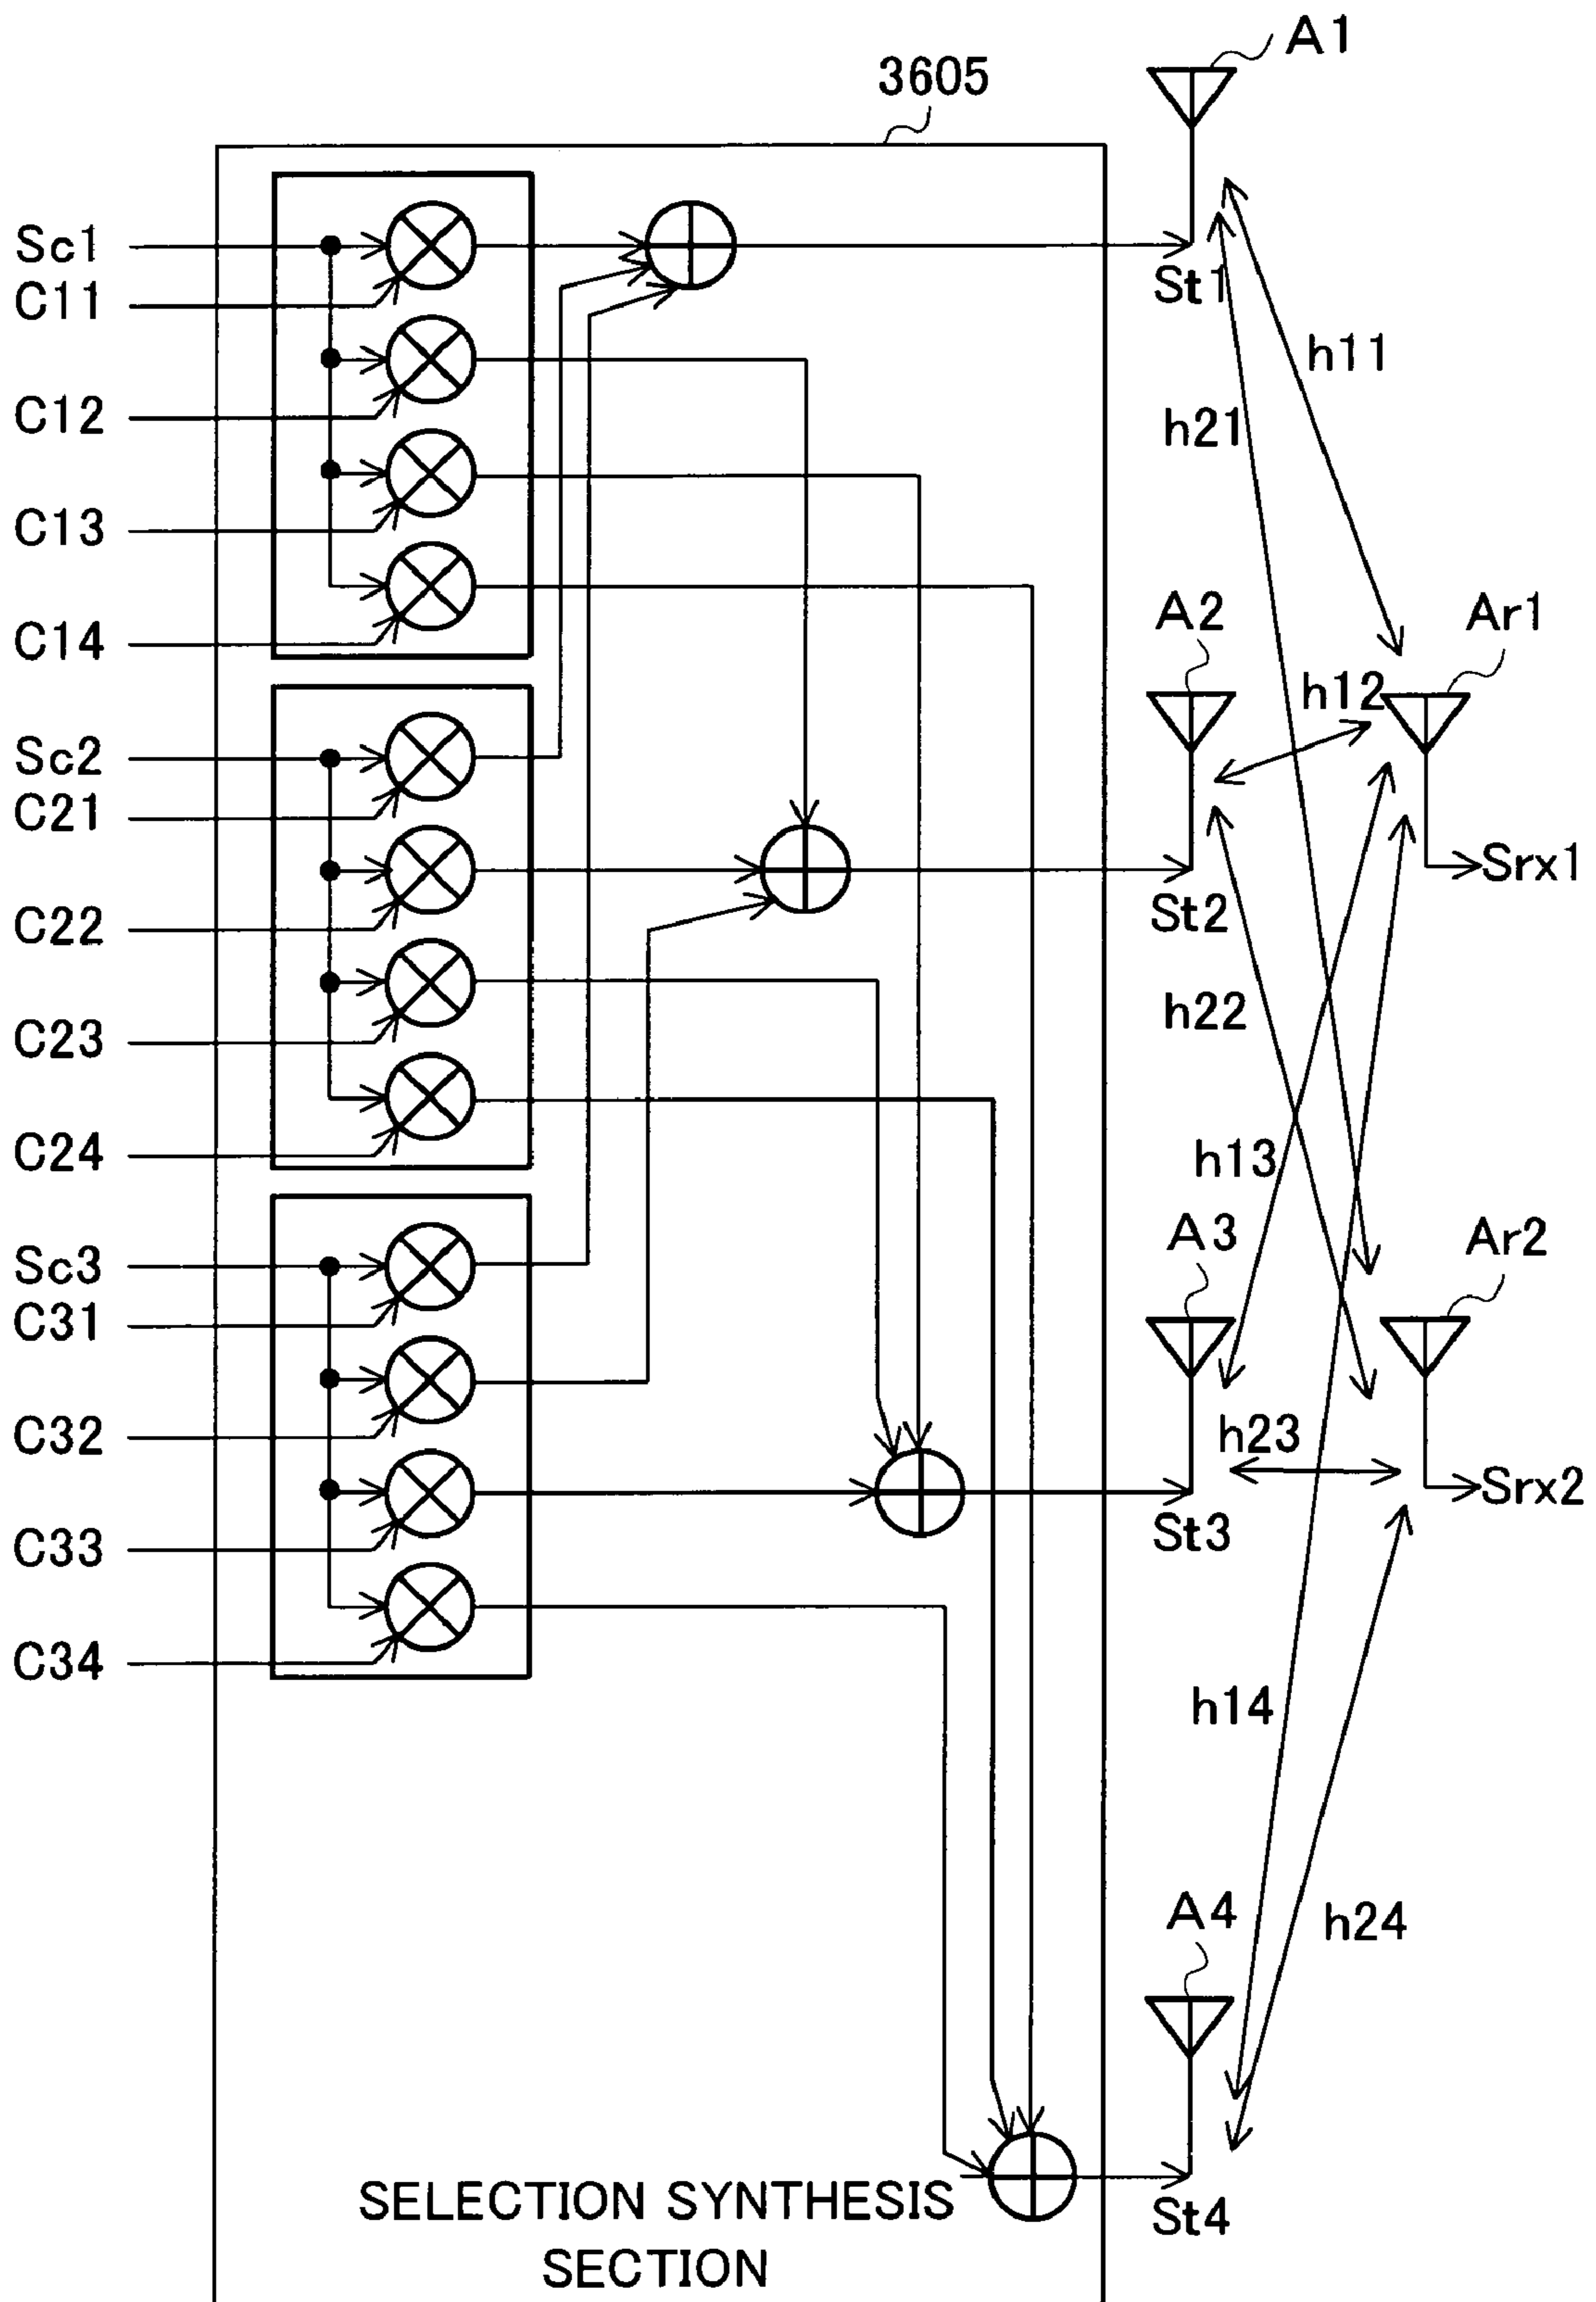 A1
3605
Sc1
C11
St1
h11
C12
h21
C13
A2
Ar1
C14
h12
Sc2
C21
Srx1
St2
C22
h22
C23
C24
h13
A3
Ar2
Sc3
C31
C32
h23
Srx2
C33
St3
C34
h14
A4
h24
SELECTION SYNTHESIS
SECTION
St4